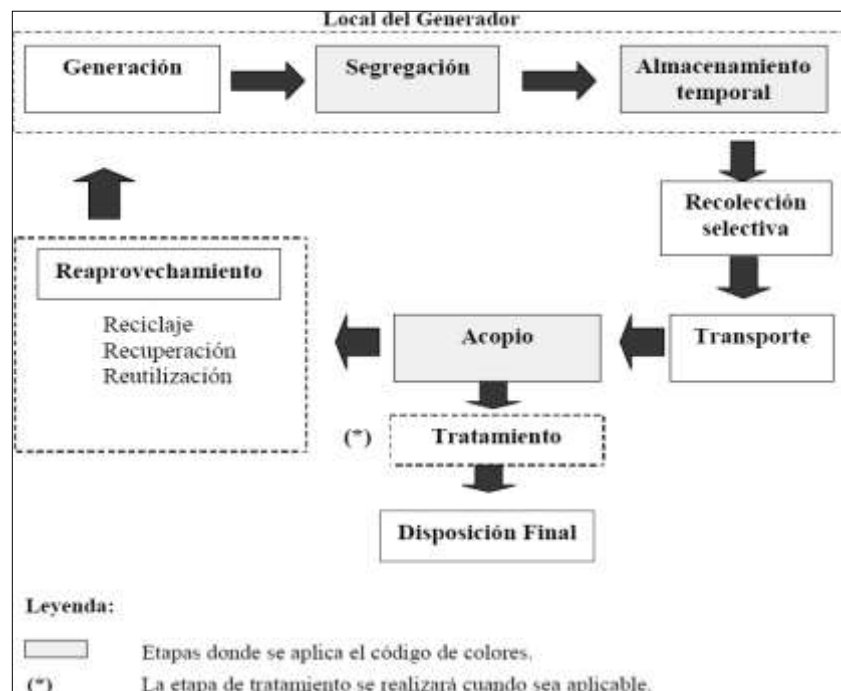 Local del Generador
Generación
Segregación
Almacenamiento
temporal
Recolección
selectiva
Reaprovechamiento
Reciclaje
Recuperación
Reutilización
Acopio
Transporte
(*)
Tratamiento
Disposición Final
Leyenda:
Etapas donde se aplica el código de colores.
(*) La etapa de tratamiento se realizará cuando sea aplicable.